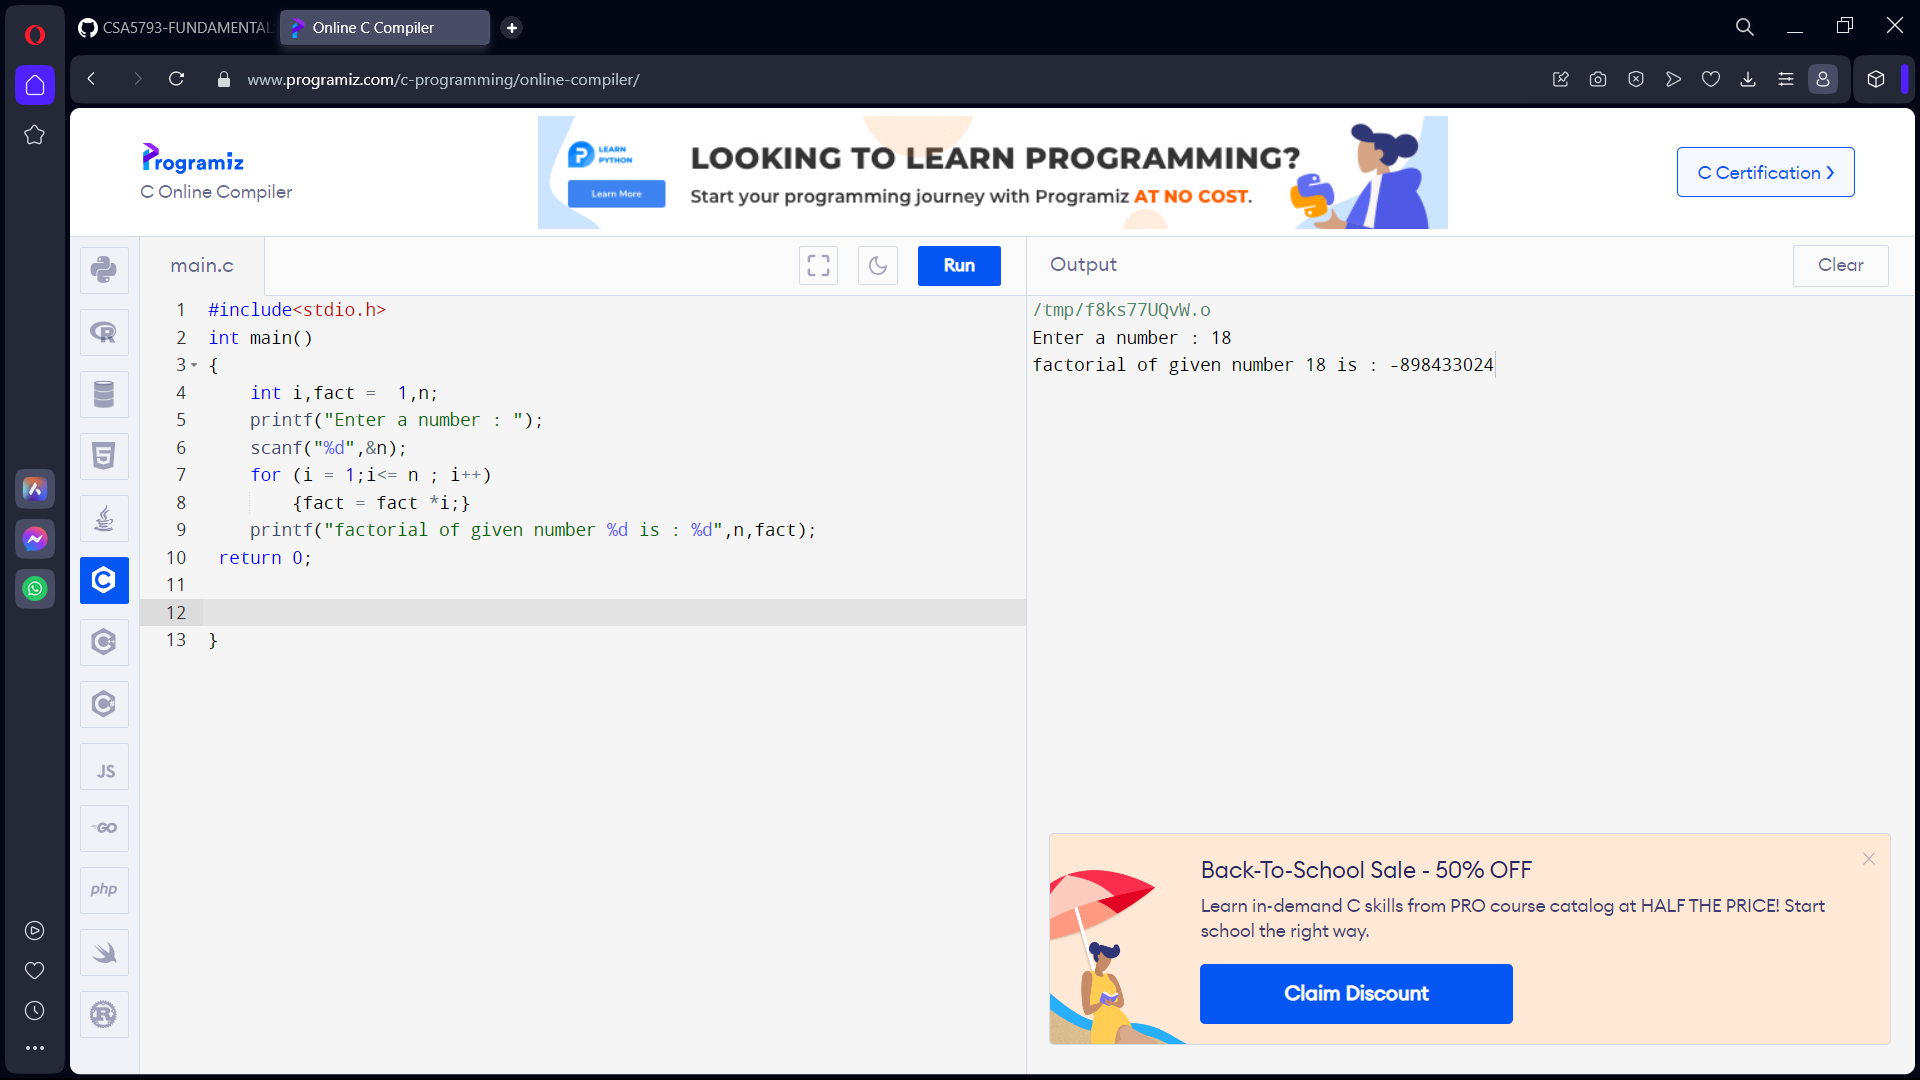 CSA5793-FUNDAMENTAL
Online C Compiler
www.programiz.com/c-programming/online-compiler/
Programiz
C Online Compiler
LEARN
PYTHON
Learn More
LOOKING TO LEARN PROGRAMMING?
Start your programming journey with Programiz AT NO COST.
C Certification
main.c
Run
Output
Clear
1 #include<stdio.h>
2 int main()
3 {
4 int i,fact =  1,n;
5 printf("Enter a number : ");
6 scanf("%d",&n);
7 for (i = 1;i<= n ; i++)
8 {fact = fact *i;}
9 printf("factorial of given number %d is : %d",n,fact);
10 return 0;
11
12
13 }
/tmp/f8ks77UQvW.o
Enter a number : 18
factorial of given number 18 is : -898433024
JS
GO
php
Back-To-School Sale - 50% OFF
Learn in-demand C skills from PRO course catalog at HALF THE PRICE! Start
school the right way.
Claim Discount